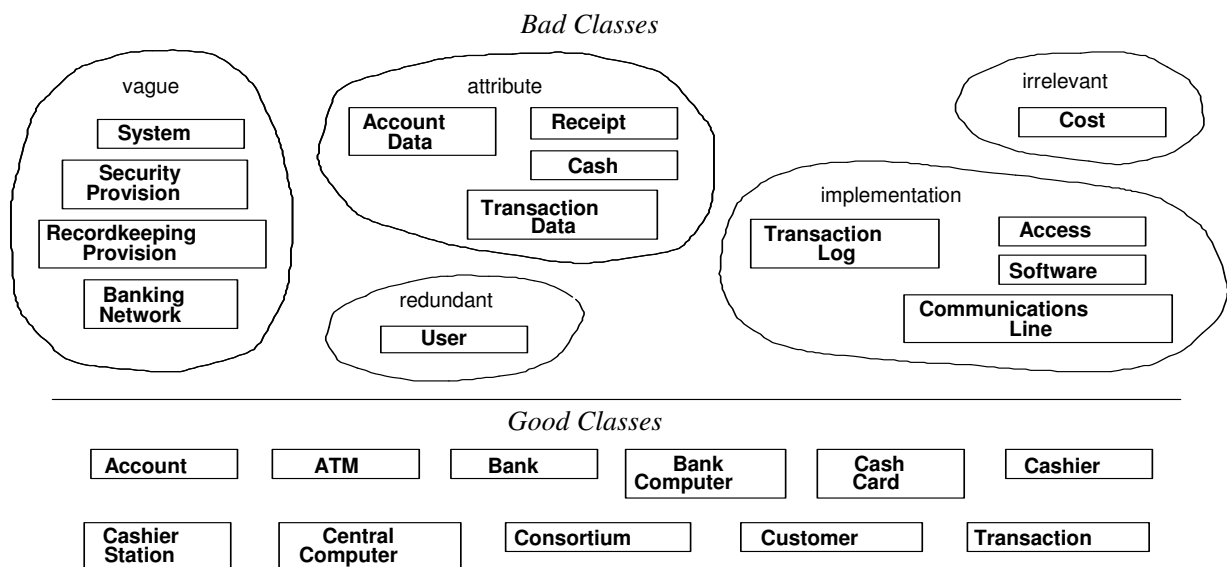 Bad Classes
vague
System
Security
Provision
Recordkeeping
Provision
Banking
Network
attribute
Account
Data
Receipt
Cash
Transaction
Data
redundant
User
irrelevant
Cost
implementation
Transaction
Log
Access
Software
Communications
Line
Good Classes
Account
ATM
Bank
Bank
Computer
Cash
Card
Cashier
Cashier
Station
Central
Computer
Consortium
Customer
Transaction